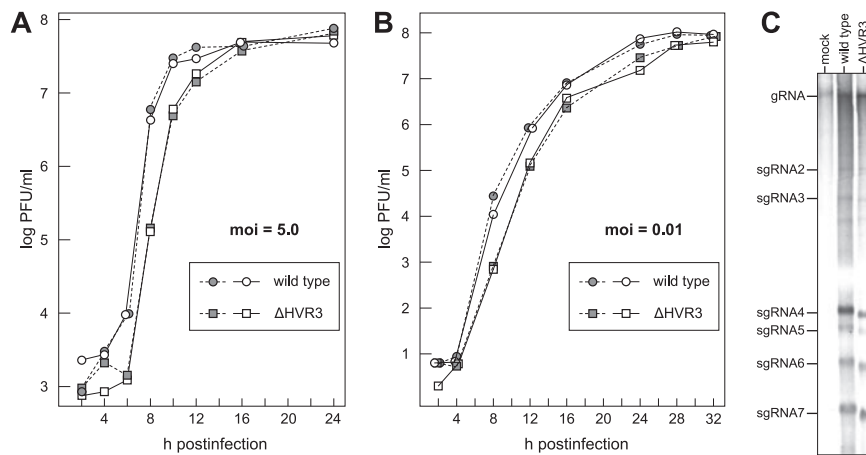 A
B
C
mock
wild type
ΔHVR3
log PFU/ml
8
7
6
5
4
3
moi = 5.0
wild type
ΔHVR3
4 8 12 16 20 24
h postinfection
log PFU/ml
8
7
6
5
4
3
2
1
moi = 0.01
wild type
ΔHVR3
4 8 12 16 20 24 28 32
h postinfection
gRNA
sgRNA2
sgRNA3
sgRNA4
sgRNA5
sgRNA6
sgRNA7